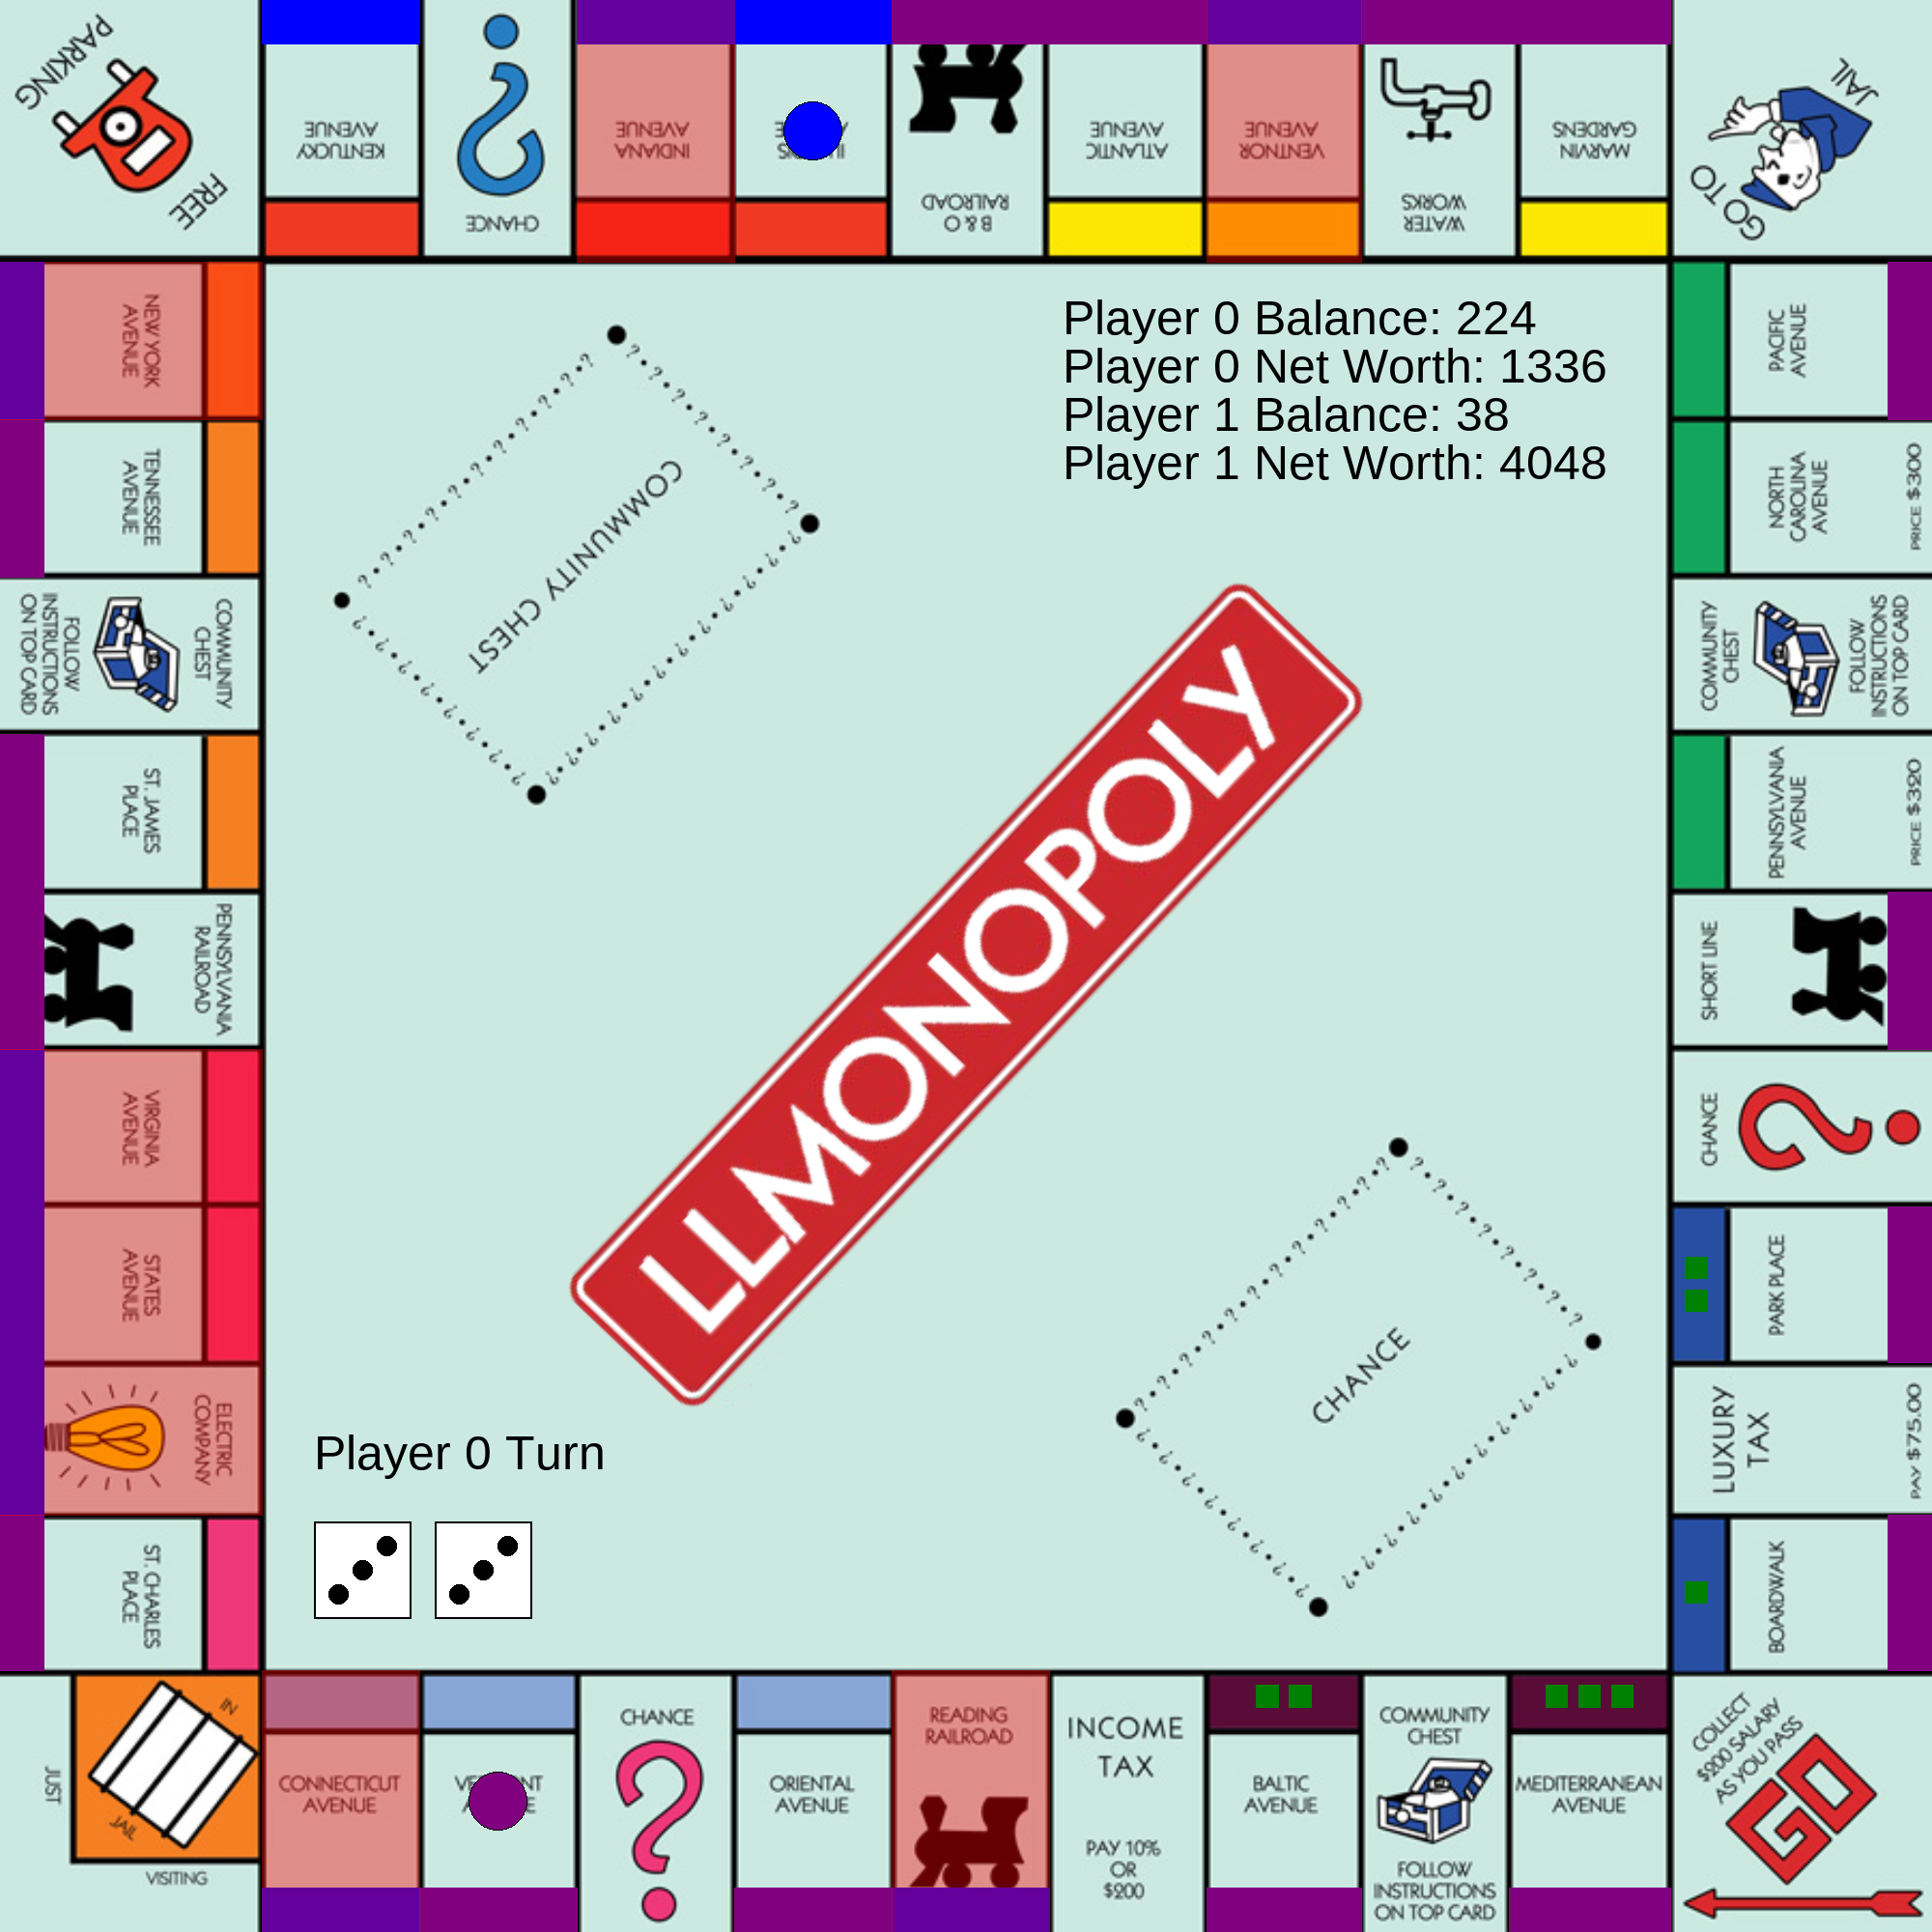 PARKING
FREE
KENTUCKY
AVENUE
CHANCE
INDIANA
AVENUE
B & O
RAILROAD
ATLANTIC
AVENUE
VENTNOR
AVENUE
WATER
WORKS
MARVIN
GARDENS
JAIL
GO TO
NEW YORK
AVENUE
TENNESSEE
AVENUE
COMMUNITY
CHEST
FOLLOW
INSTRUCTIONS
ON TOP CARD
ST. JAMES
PLACE
PENNSYLVANIA
RAILROAD
VIRGINIA
AVENUE
STATES
AVENUE
ELECTRIC
COMPANY
ST. CHARLES
PLACE
Player 0 Balance: 224
Player 0 Net Worth: 1336
Player 1 Balance: 38
Player 1 Net Worth: 4048
COMMUNITY CHEST
LLMONOPOLY
CHANCE
Player 0 Turn
PACIFIC
AVENUE
NORTH
CAROLINA
AVENUE
PRICE $300
COMMUNITY
CHEST
FOLLOW
INSTRUCTIONS
ON TOP CARD
PENNSYLVANIA
AVENUE
PRICE $320
SHORT LINE
CHANCE
PARK PLACE
LUXURY
TAX
PAY $75.00
BOARDWALK
JUST
IN
JAIL
VISITING
CONNECTICUT
AVENUE
CHANCE
ORIENTAL
AVENUE
READING
RAILROAD
INCOME
TAX
PAY 10%
OR
$200
BALTIC
AVENUE
COMMUNITY
CHEST
FOLLOW
INSTRUCTIONS
ON TOP CARD
MEDITERRANEAN
AVENUE
COLLECT
$200 SALARY
AS YOU PASS
GO